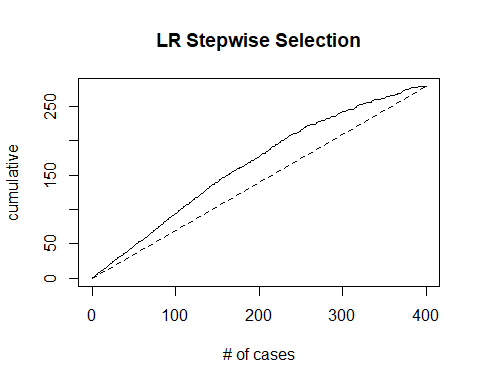 LR Stepwise Selection
cumulative
250
150
50
0
0 100 200 300 400
# of cases